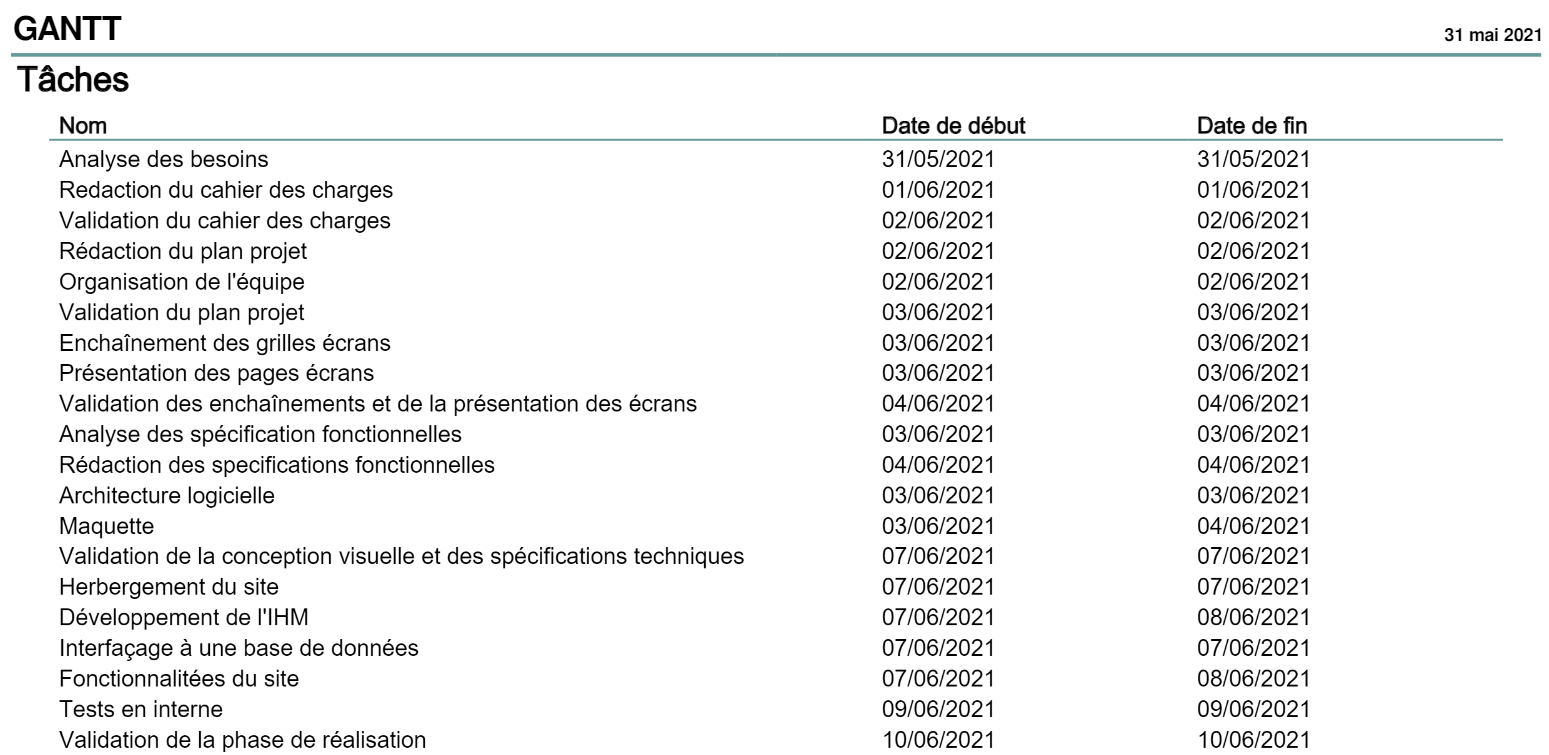 GANTT
31 mai 2021
Tâches
Nom Date de début Date de fin
Analyse des besoins 31/05/2021 31/05/2021
Redaction du cahier des charges 01/06/2021 01/06/2021
Validation du cahier des charges 02/06/2021 02/06/2021
Rédaction du plan projet 02/06/2021 02/06/2021
Organisation de l'équipe 02/06/2021 02/06/2021
Validation du plan projet 03/06/2021 03/06/2021
Enchaînement des grilles écrans 03/06/2021 03/06/2021
Présentation des pages écrans 03/06/2021 03/06/2021
Validation des enchaînements et de la présentation des écrans 04/06/2021 04/06/2021
Analyse des spécification fonctionnelles 03/06/2021 03/06/2021
Rédaction des specifications fonctionnelles 04/06/2021 04/06/2021
Architecture logicielle 03/06/2021 03/06/2021
Maquette 03/06/2021 04/06/2021
Validation de la conception visuelle et des spécifications techniques 07/06/2021 07/06/2021
Herbergement du site 07/06/2021 07/06/2021
Développement de l'IHM 07/06/2021 08/06/2021
Interfaçage à une base de données 07/06/2021 07/06/2021
Fonctionnalitées du site 07/06/2021 08/06/2021
Tests en interne 09/06/2021 09/06/2021
Validation de la phase de réalisation 10/06/2021 10/06/2021